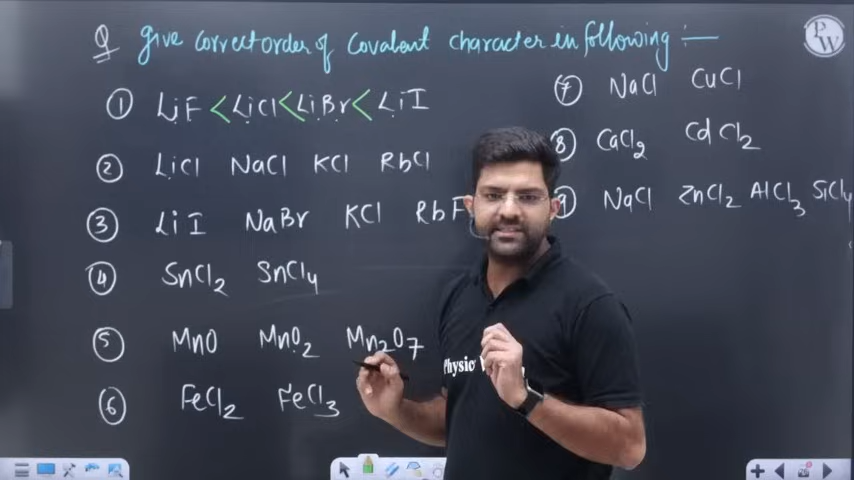 Q Give correct order of Covalent character in following :—
① LiF < LiCl < LiBr < LiI
② LiCl NaCl KCl RbCl
③ LiI NaBr KCl RbF
④ SnCl2 SnCl4
⑤ MnO MnO2 Mn2O7
⑥ FeCl2 FeCl3
⑦ NaCl CuCl
⑧ CaCl2 CdCl2
⑨ NaCl ZnCl2 AlCl3 SiCl4
PW
Physic